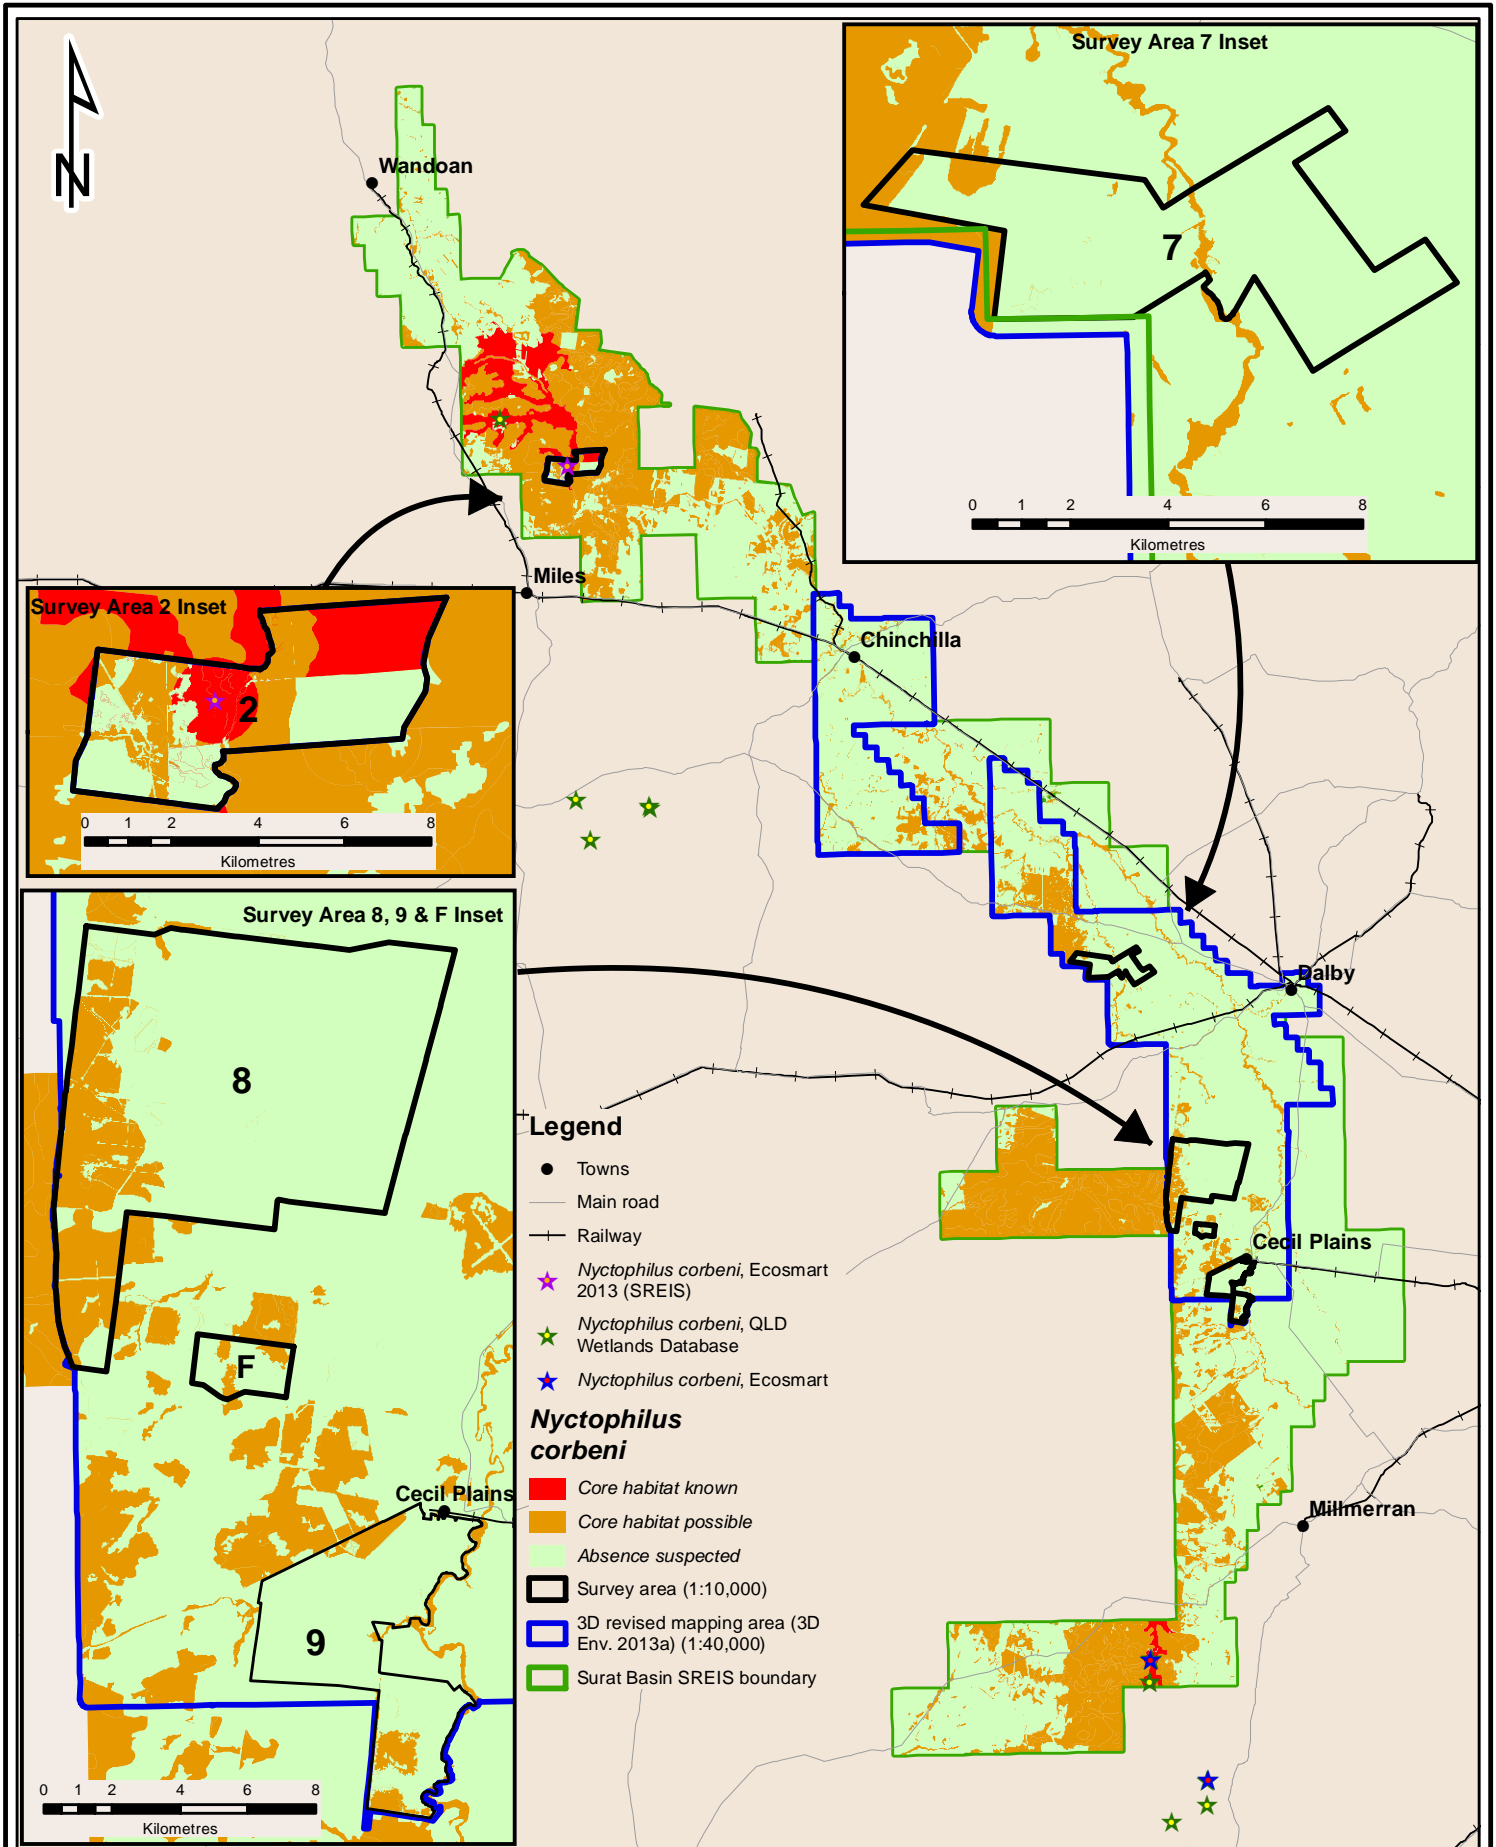 N
Wandoan
Survey Area 7 Inset
7
0 1 2 4 6 8
Kilometres
Miles
Survey Area 2 Inset
2
0 1 2 4 6 8
Kilometres
Chinchilla
Survey Area 8, 9 & F Inset
8
F
Cecil Plains
9
0 1 2 4 6 8
Kilometres
Dalby
Cecil Plains
Millmerran
Legend
Towns
Main road
Railway
Nyctophilus corbeni, Ecosmart
2013 (SREIS)
Nyctophilus corbeni, QLD
Wetlands Database
Nyctophilus corbeni, Ecosmart
Nyctophilus
corbeni
Core habitat known
Core habitat possible
Absence suspected
Survey area (1:10,000)
3D revised mapping area (3D
Env. 2013a) (1:40,000)
Surat Basin SREIS boundary